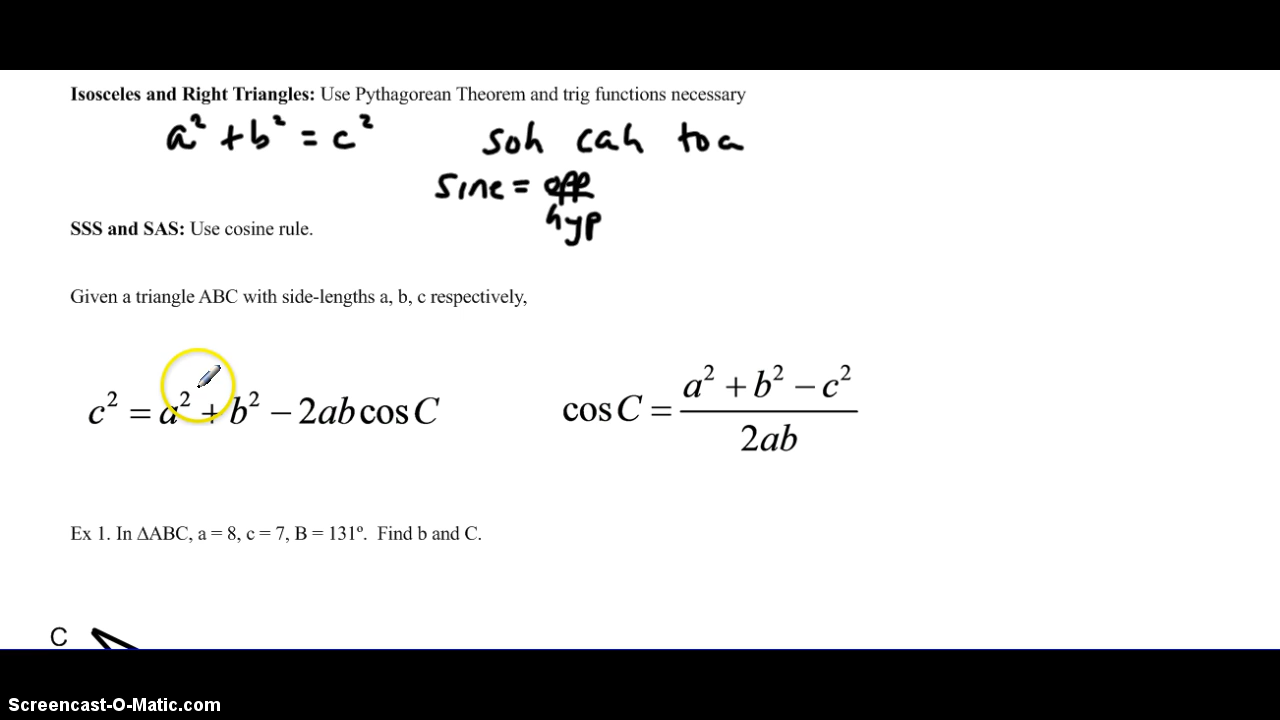 Isosceles and Right Triangles: Use Pythagorean Theorem and trig functions necessary
a² + b² = c² soh cah toa
sine = opp
hyp
SSS and SAS: Use cosine rule.
Given a triangle ABC with side-lengths a, b, c respectively,
c² = a² + b² − 2ab cos C
cos C = (a² + b² − c²) / 2ab
Ex 1. In ΔABC, a = 8, c = 7, B = 131°. Find b and C.
C
Screencast-O-Matic.com